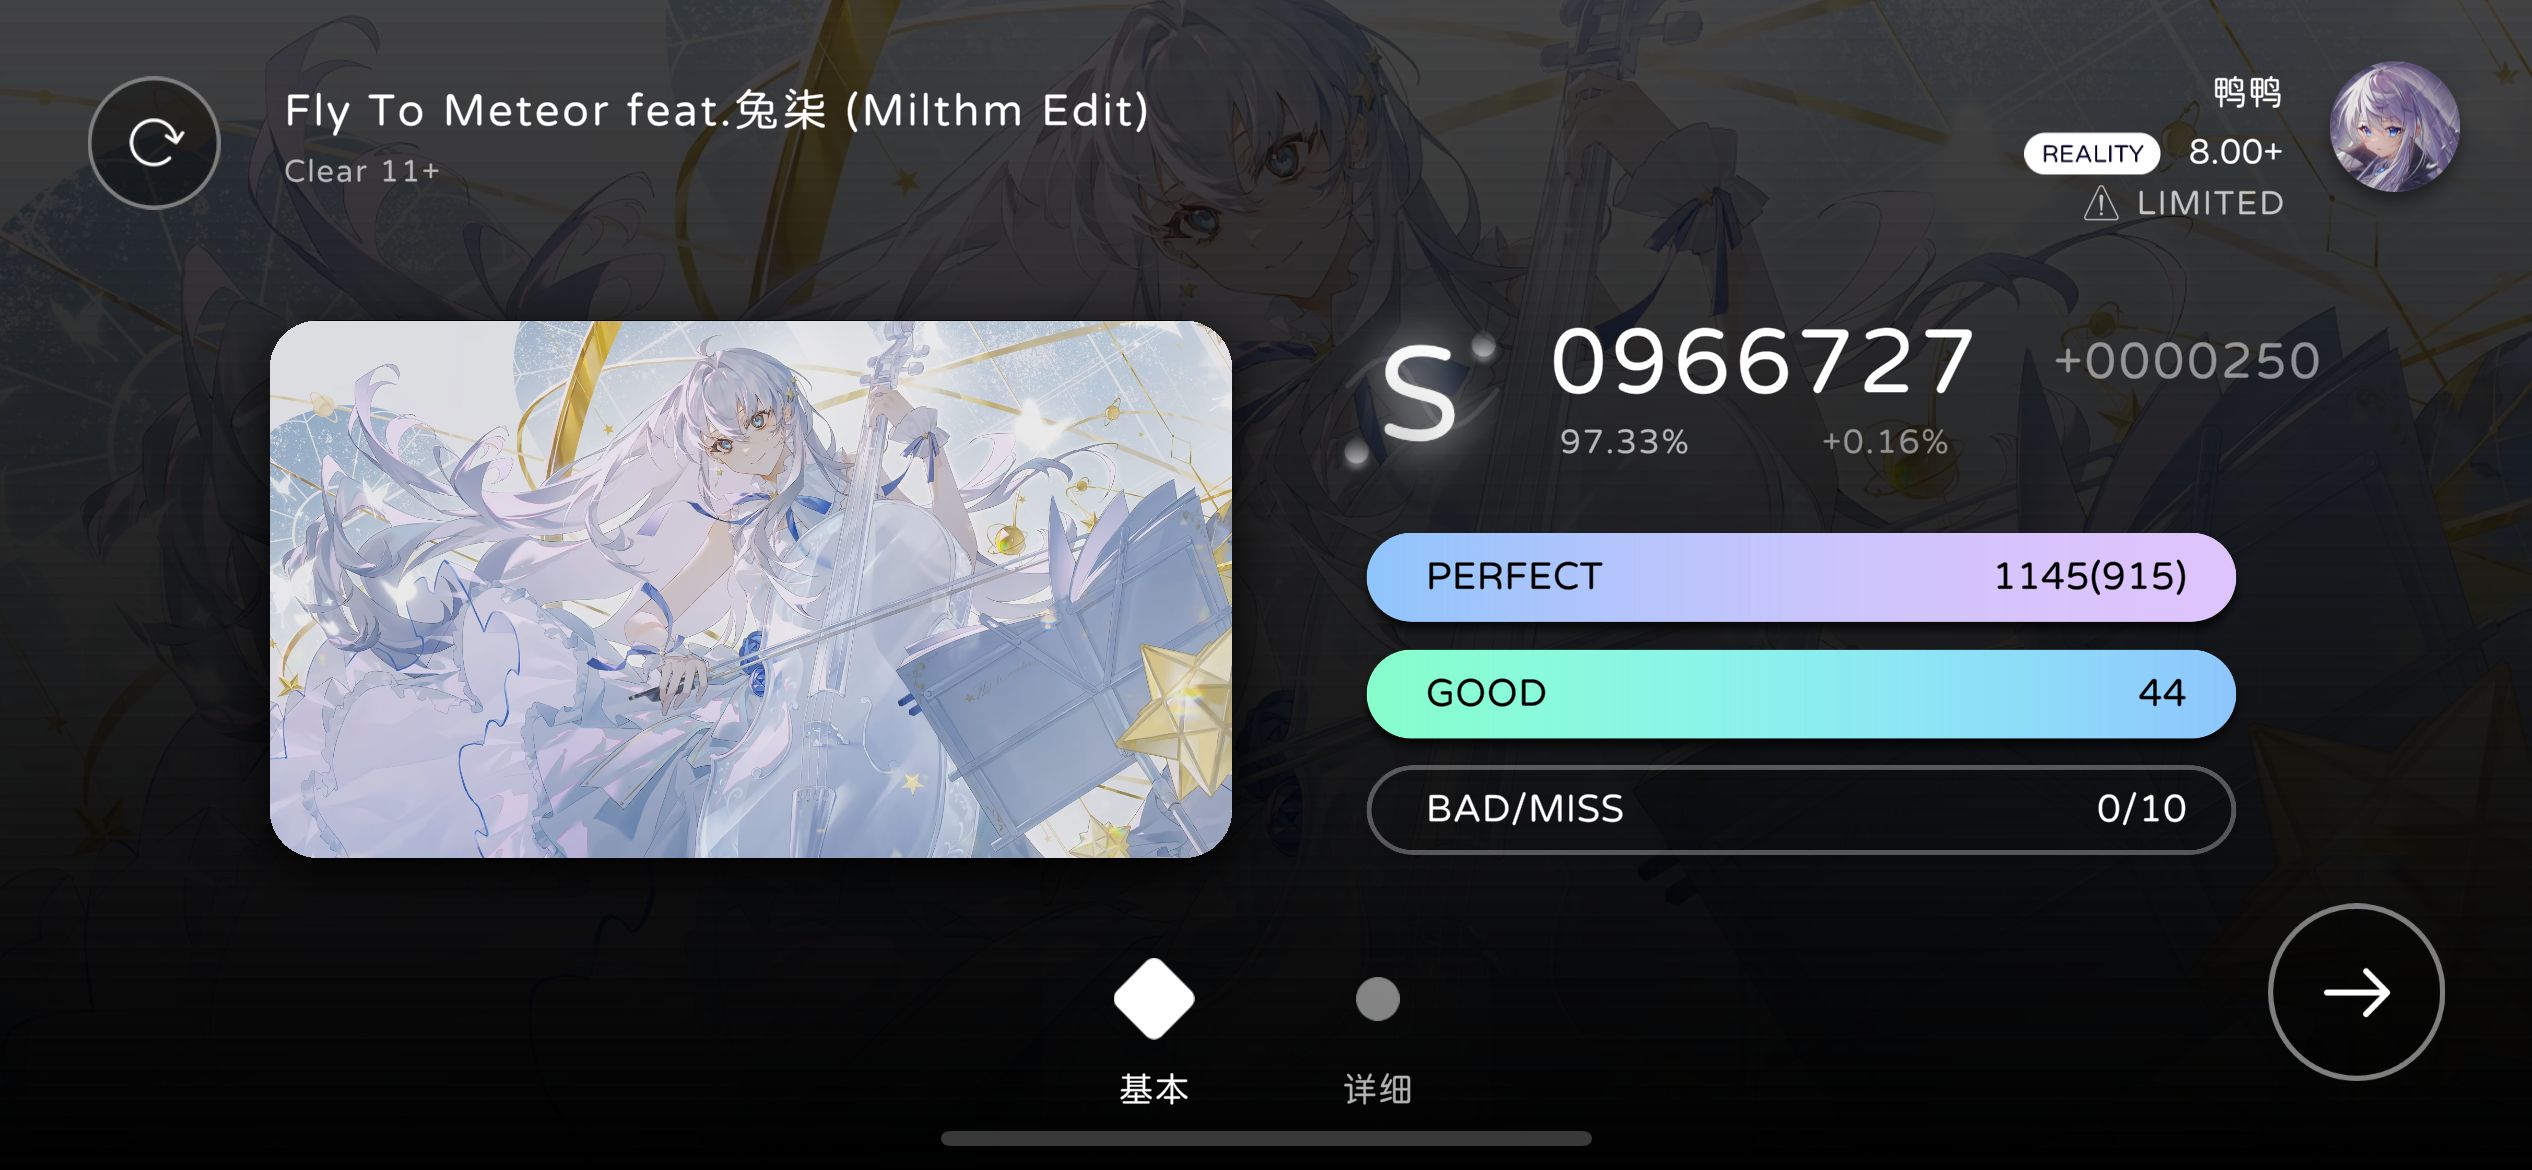 Fly To Meteor feat.兔柒 (Milthm Edit)
Clear 11+
鸭鸭
REALITY 8.00+
LIMITED
S 0966727 +0000250
97.33% +0.16%
PERFECT 1145(915)
GOOD 44
BAD/MISS 0/10
基本 详细